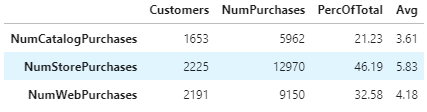 Customers NumPurchases PercOfTotal Avg
NumCatalogPurchases 1653 5962 21.23 3.61
NumStorePurchases 2225 12970 46.19 5.83
NumWebPurchases 2191 9150 32.58 4.18